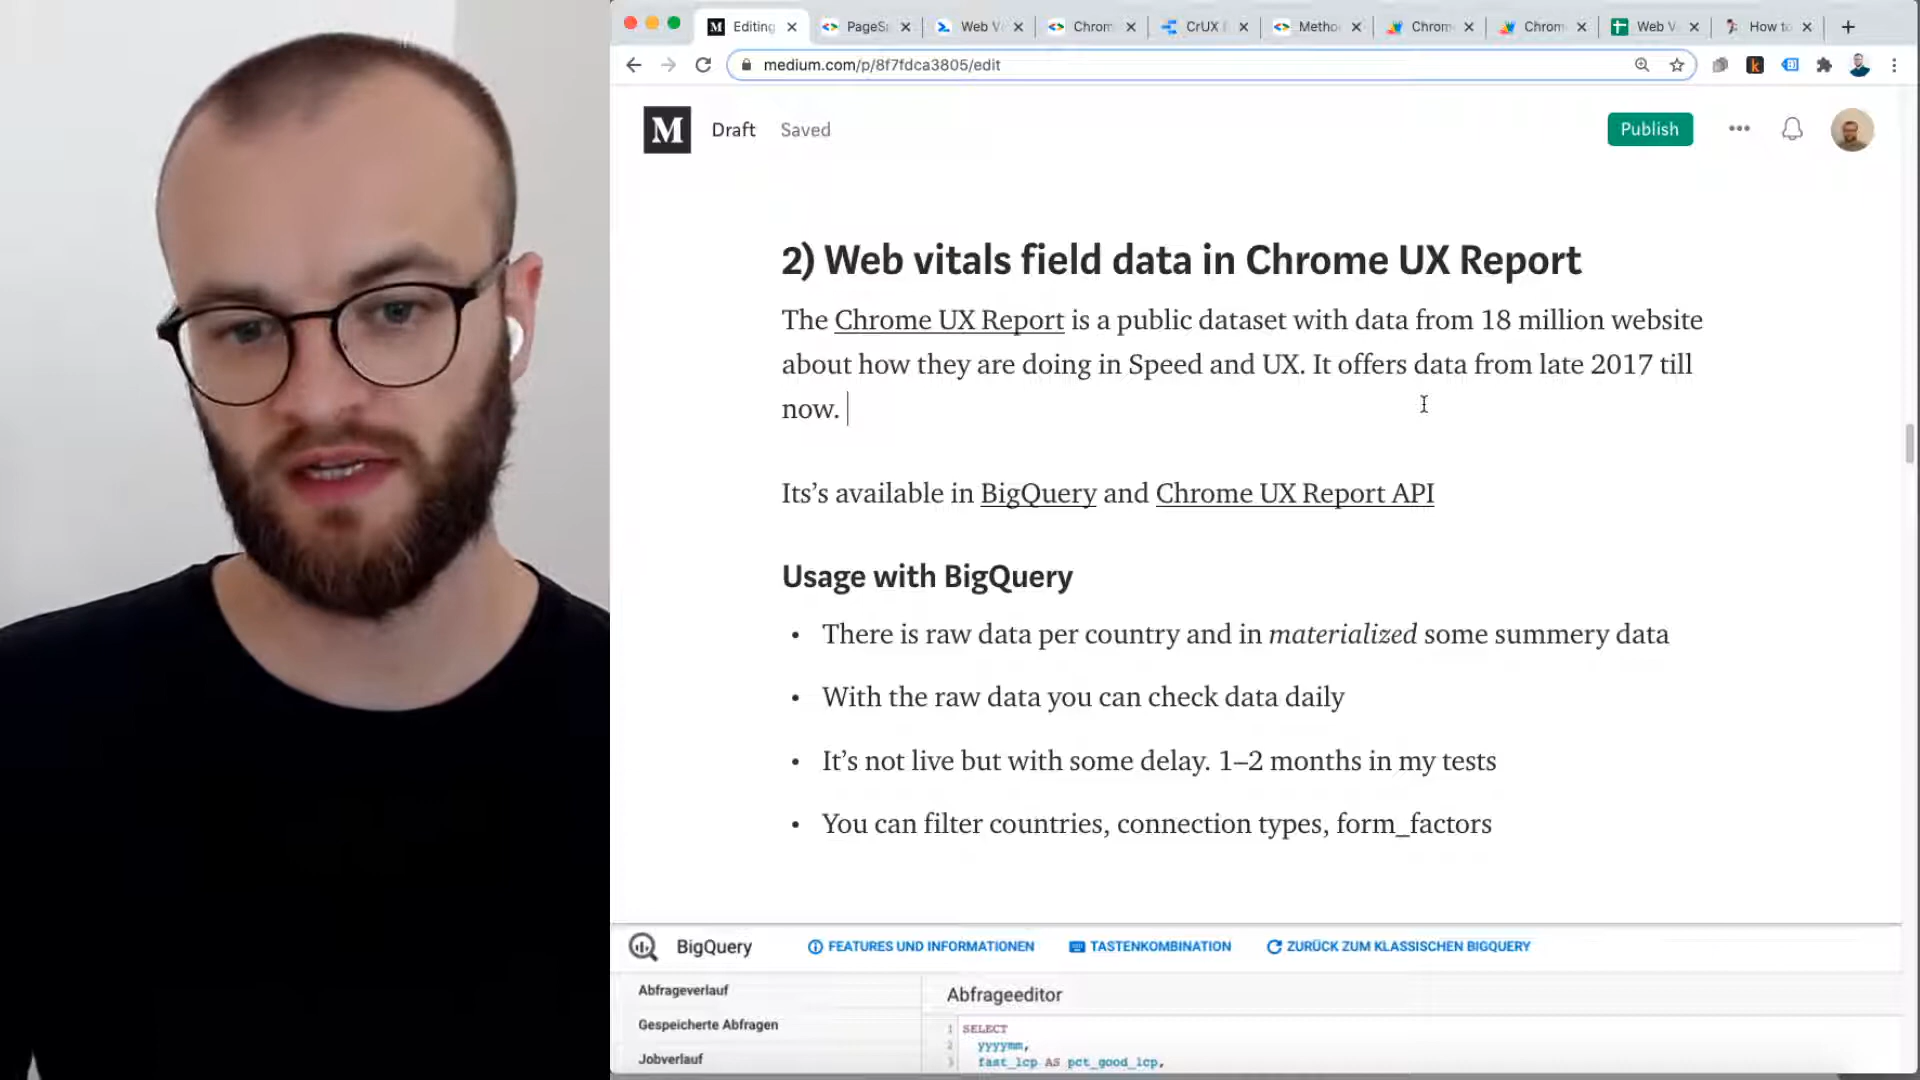 Editing
PageS
Web V
Chrom
CrUX
Metho
Chrom
Chrom
Web V
How to
medium.com/p/8f7fdca3805/edit
M
Draft
Saved
Publish
2) Web vitals field data in Chrome UX Report
The Chrome UX Report is a public dataset with data from 18 million website
about how they are doing in Speed and UX. It offers data from late 2017 till
now.
Its’s available in BigQuery and Chrome UX Report API
Usage with BigQuery
• There is raw data per country and in materialized some summery data
• With the raw data you can check data daily
• It’s not live but with some delay. 1–2 months in my tests
• You can filter countries, connection types, form_factors
BigQuery
FEATURES UND INFORMATIONEN
TASTENKOMBINATION
ZURÜCK ZUM KLASSISCHEN BIGQUERY
Abfrageverlauf
Gespeicherte Abfragen
Jobverlauf
Abfrageeditor
1 SELECT
2 yyyymm,
3 fast_lcp AS pct_good_lcp,